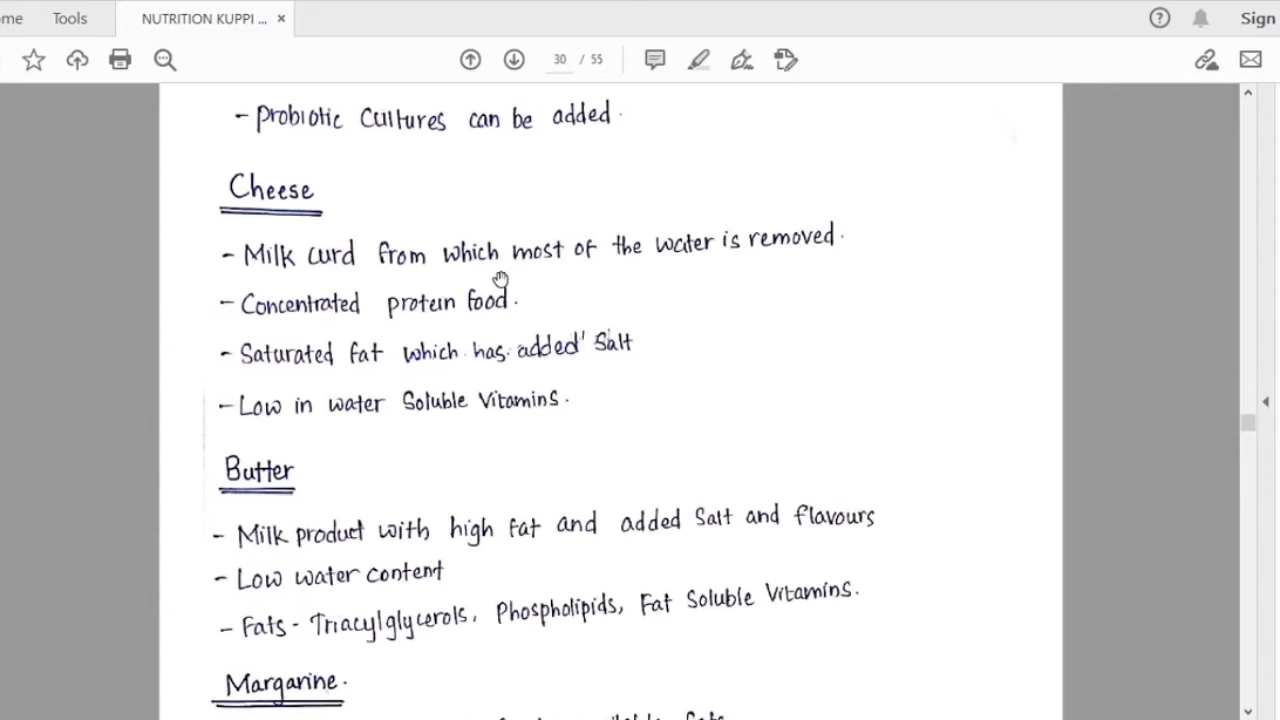 ome Tools NUTRITION KUPPI ... × Sign
30 / 55
- Probiotic Cultures can be added.
Cheese
- Milk curd from which most of the water is removed.
- Concentrated protein food.
- Saturated fat which has added salt
- Low in water Soluble Vitamins.
Butter
- Milk product with high fat and added Salt and flavours
- Low water content
- Fats - Triacylglycerols, Phospholipids, Fat Soluble Vitamins.
Margarine.